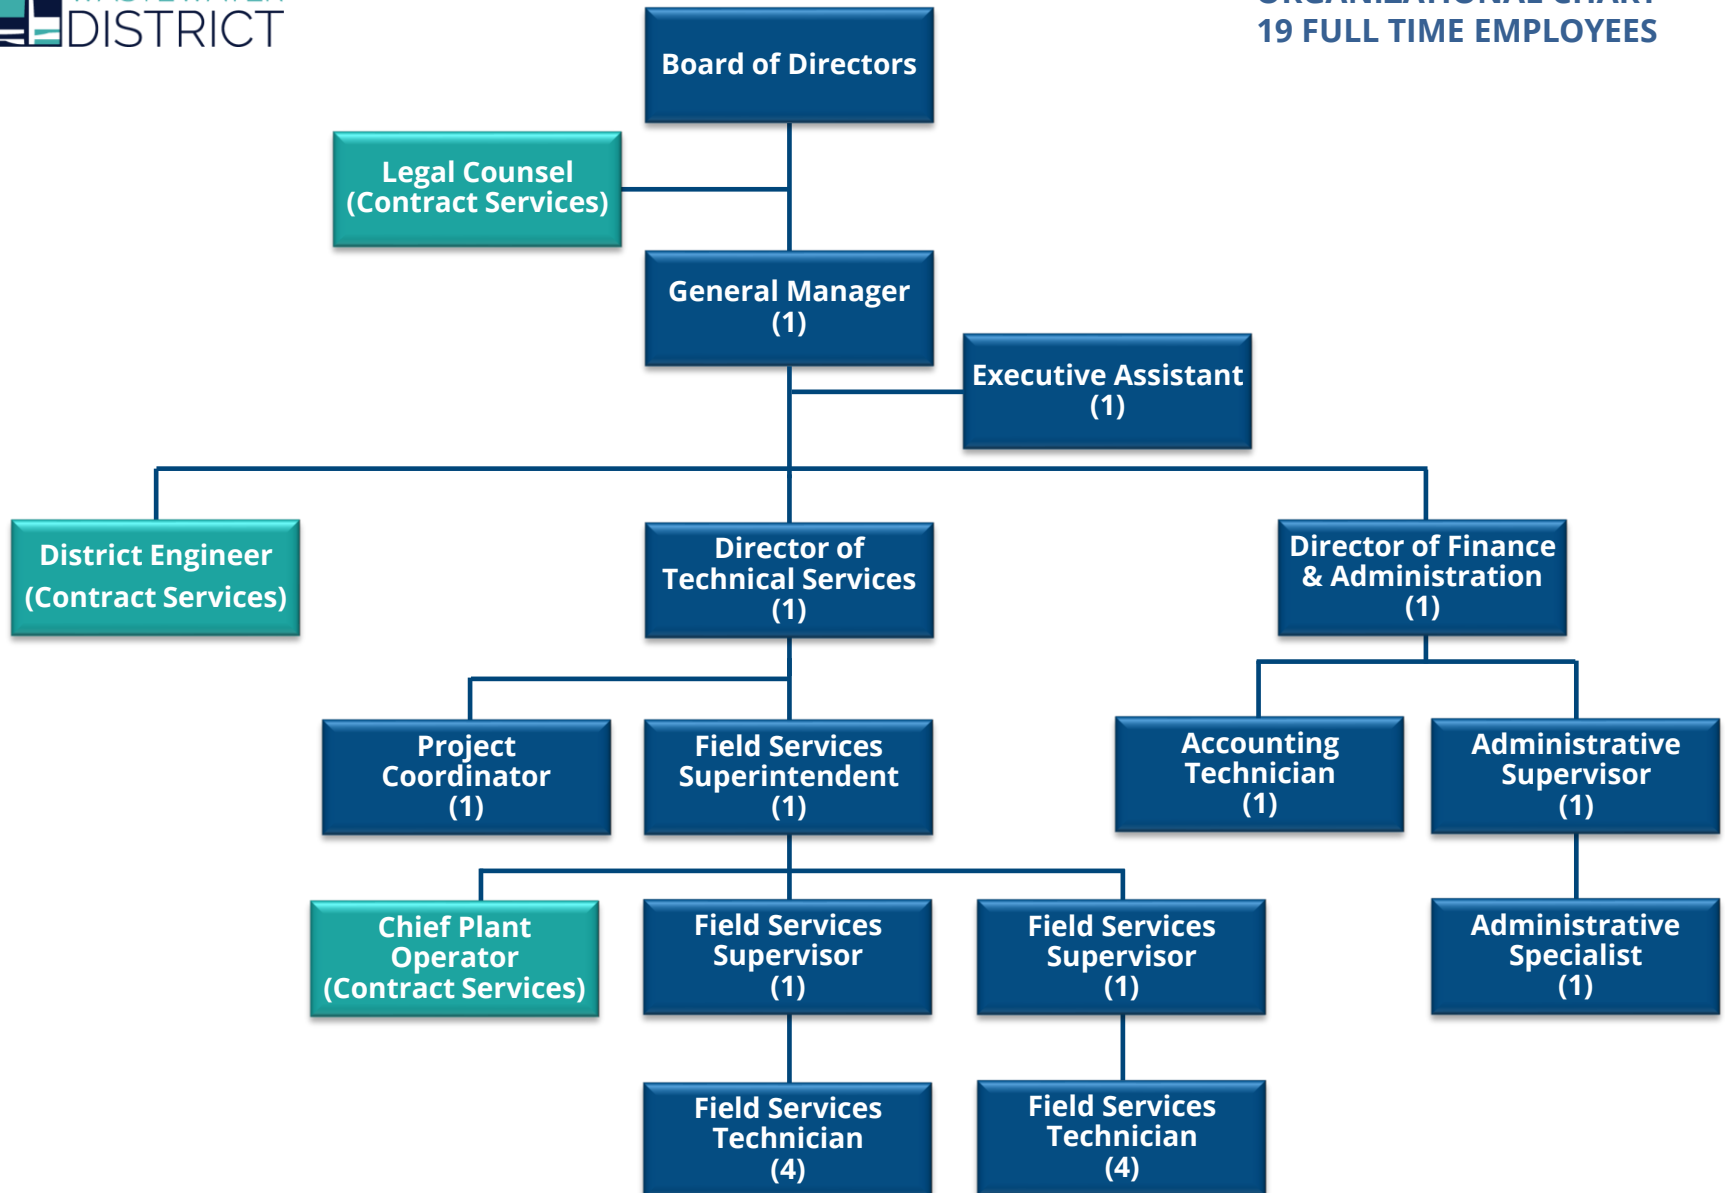 DISTRICT
ORGANIZATIONAL CHART
19 FULL TIME EMPLOYEES
Board of Directors
Legal Counsel
(Contract Services)
General Manager
(1)
Executive Assistant
(1)
District Engineer
(Contract Services)
Director of
Technical Services
(1)
Director of Finance
& Administration
(1)
Project
Coordinator
(1)
Field Services
Superintendent
(1)
Accounting
Technician
(1)
Administrative
Supervisor
(1)
Chief Plant
Operator
(Contract Services)
Field Services
Supervisor
(1)
Field Services
Supervisor
(1)
Administrative
Specialist
(1)
Field Services
Technician
(4)
Field Services
Technician
(4)